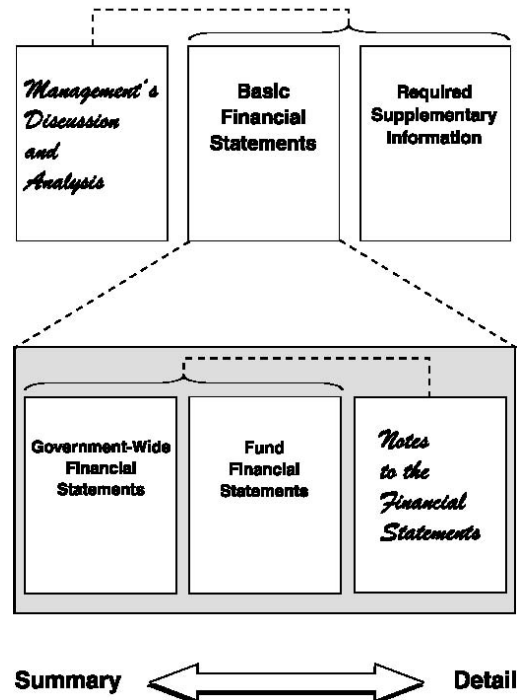 Management's
Discussion
and
Analysis
Basic
Financial
Statements
Required
Supplementary
Information
Government-Wide
Financial
Statements
Fund
Financial
Statements
Notes
to the
Financial
Statements
Summary
Detail